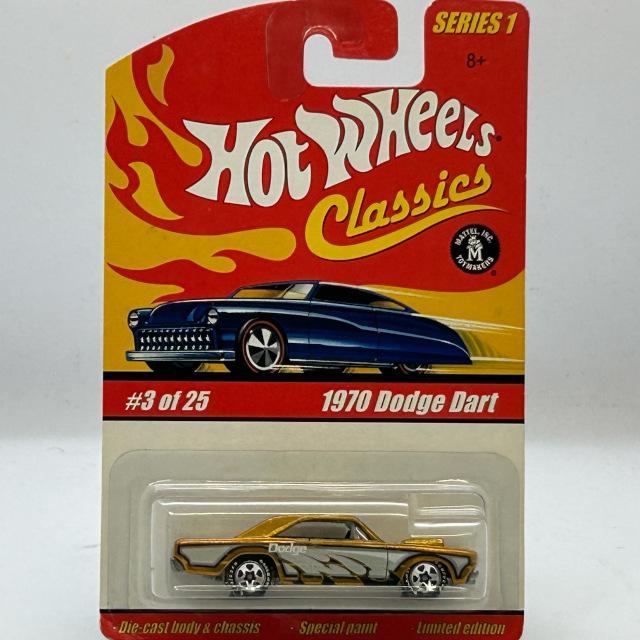 SERIES 1
8+
Hot Wheels
Classics
MATTEL, INC.
M
TOYMAKERS
#3 of 25 1970 Dodge Dart
Dodge
· Die-cast body & chassis · Special paint · Limited edition